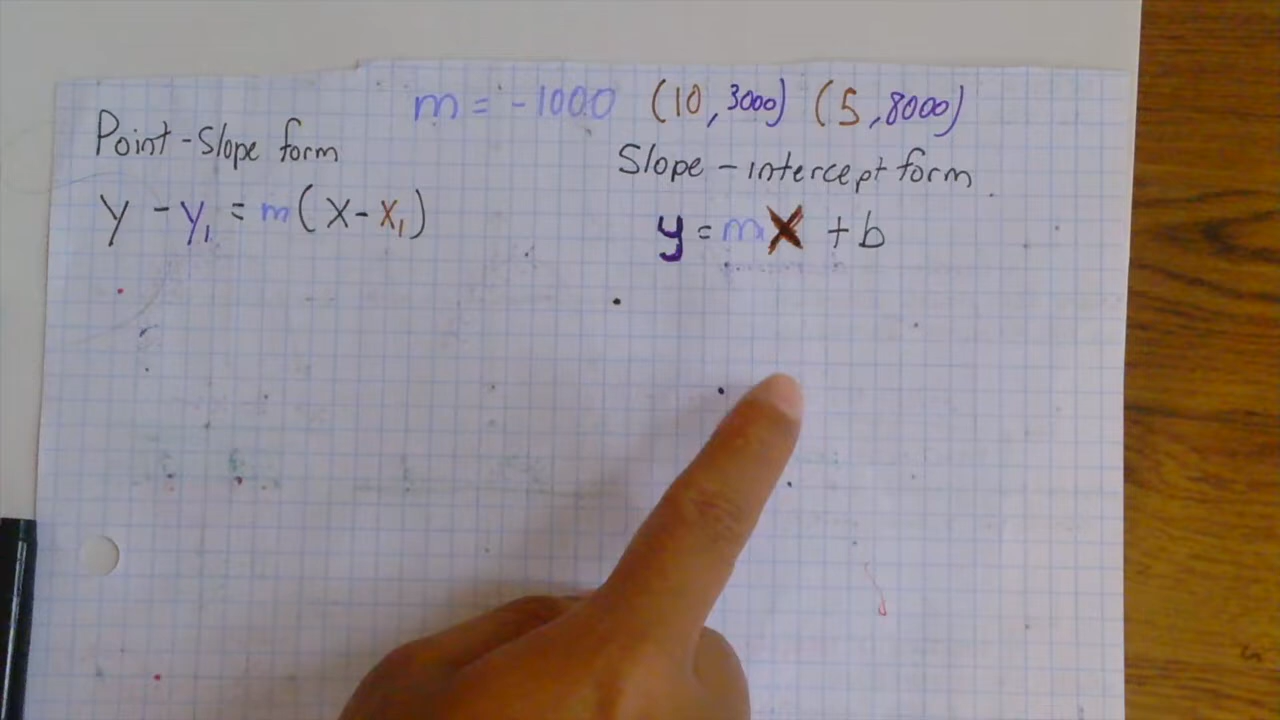 m = -1000 (10, 3000) (5, 8000)
Point-Slope form
y - y₁ = m(x - x₁)
Slope-intercept form
y = mx + b